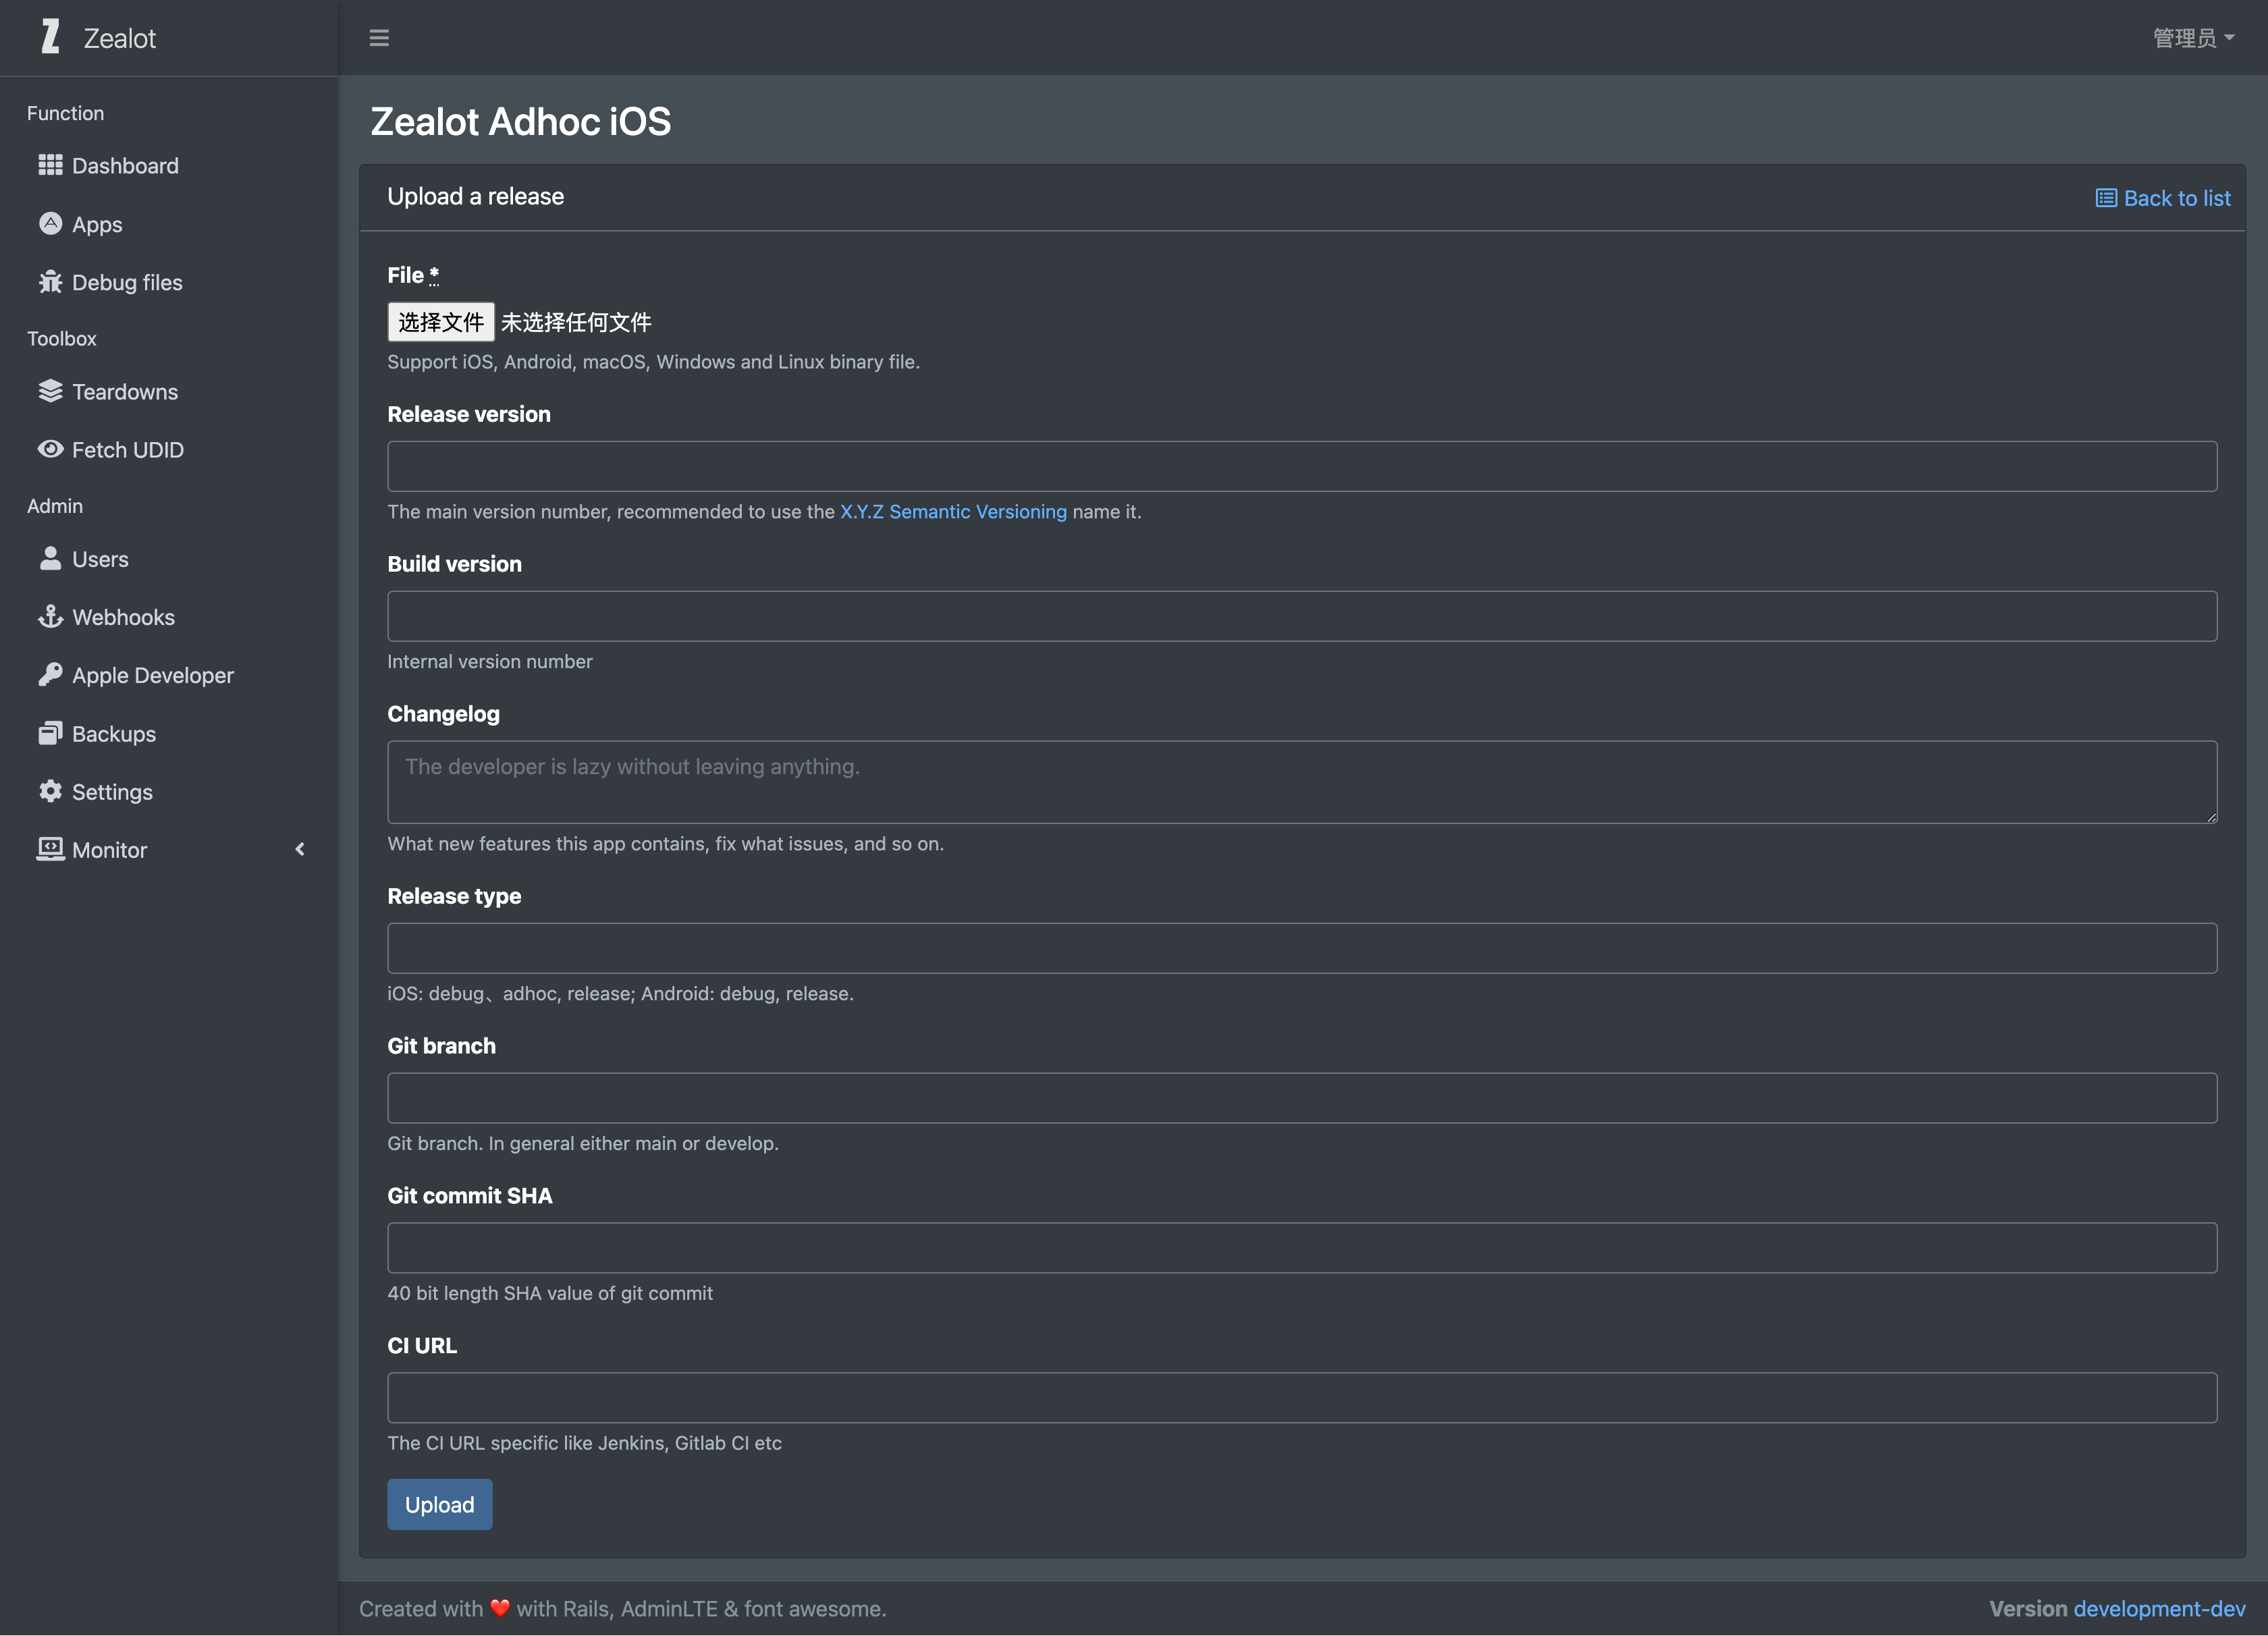 Zealot
管理员
Function
Dashboard
Apps
Debug files
Toolbox
Teardowns
Fetch UDID
Admin
Users
Webhooks
Apple Developer
Backups
Settings
Monitor
Zealot Adhoc iOS
Upload a release
Back to list
File *
选择文件 未选择任何文件
Support iOS, Android, macOS, Windows and Linux binary file.
Release version
The main version number, recommended to use the X.Y.Z Semantic Versioning name it.
Build version
Internal version number
Changelog
The developer is lazy without leaving anything.
What new features this app contains, fix what issues, and so on.
Release type
iOS: debug、adhoc, release; Android: debug, release.
Git branch
Git branch. In general either main or develop.
Git commit SHA
40 bit length SHA value of git commit
CI URL
The CI URL specific like Jenkins, Gitlab CI etc
Upload
Created with ❤️ with Rails, AdminLTE & font awesome.
Version development-dev